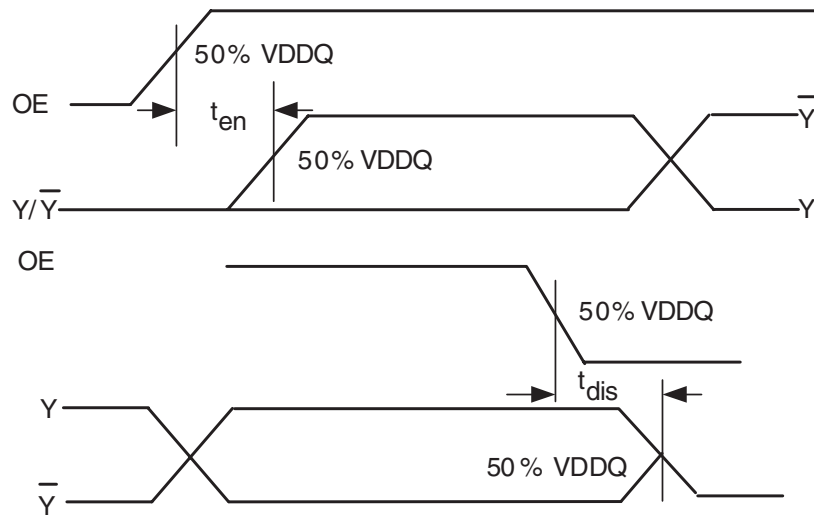 50% VDDQ
OE
t_en
Y̅
50% VDDQ
Y/Y̅
Y
OE
50% VDDQ
t_dis
Y
50% VDDQ
Y̅